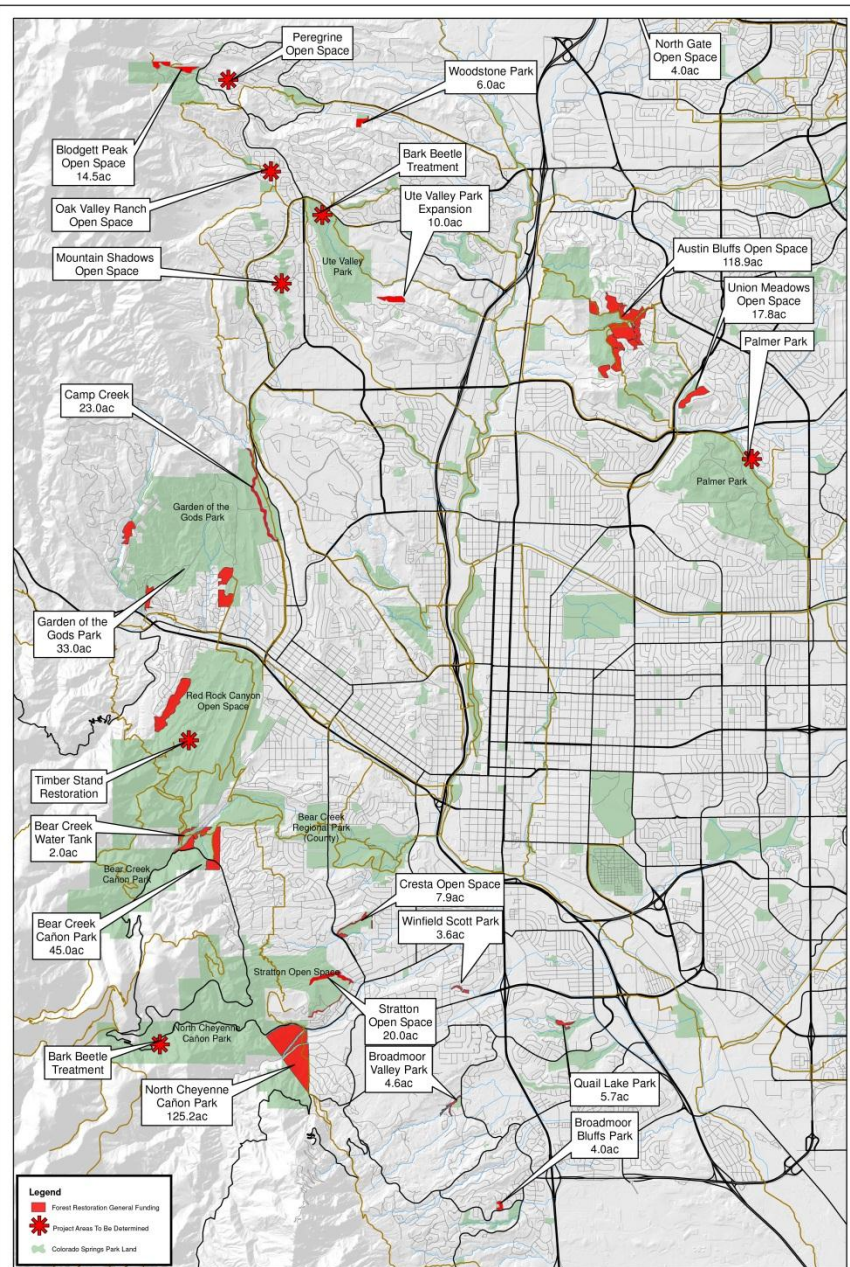 Peregrine
Open Space
North Gate
Open Space
4.0ac
Woodstone Park
6.0ac
Blodgett Peak
Open Space
14.5ac
Bark Beetle
Treatment
Oak Valley Ranch
Open Space
Ute Valley Park
Expansion
10.0ac
Mountain Shadows
Open Space
Ute Valley
Park
Austin Bluffs Open Space
118.9ac
Union Meadows
Open Space
17.8ac
Palmer Park
Camp Creek
23.0ac
Palmer Park
Garden of the
Gods Park
Garden of the
Gods Park
33.0ac
Red Rock Canyon
Open Space
Timber Stand
Restoration
Bear Creek
Regional Park
(County)
Bear Creek
Water Tank
2.0ac
Bear Creek
Cañon Park
Cresta Open Space
7.9ac
Bear Creek
Cañon Park
45.0ac
Winfield Scott Park
3.6ac
Stratton Open Space
Stratton
Open Space
20.0ac
North Cheyenne
Cañon Park
Bark Beetle
Treatment
Broadmoor
Valley Park
4.6ac
North Cheyenne
Cañon Park
125.2ac
Quail Lake Park
5.7ac
Broadmoor
Bluffs Park
4.0ac
Legend
Forest Restoration General Funding
Project Areas To Be Determined
Colorado Springs Park Land